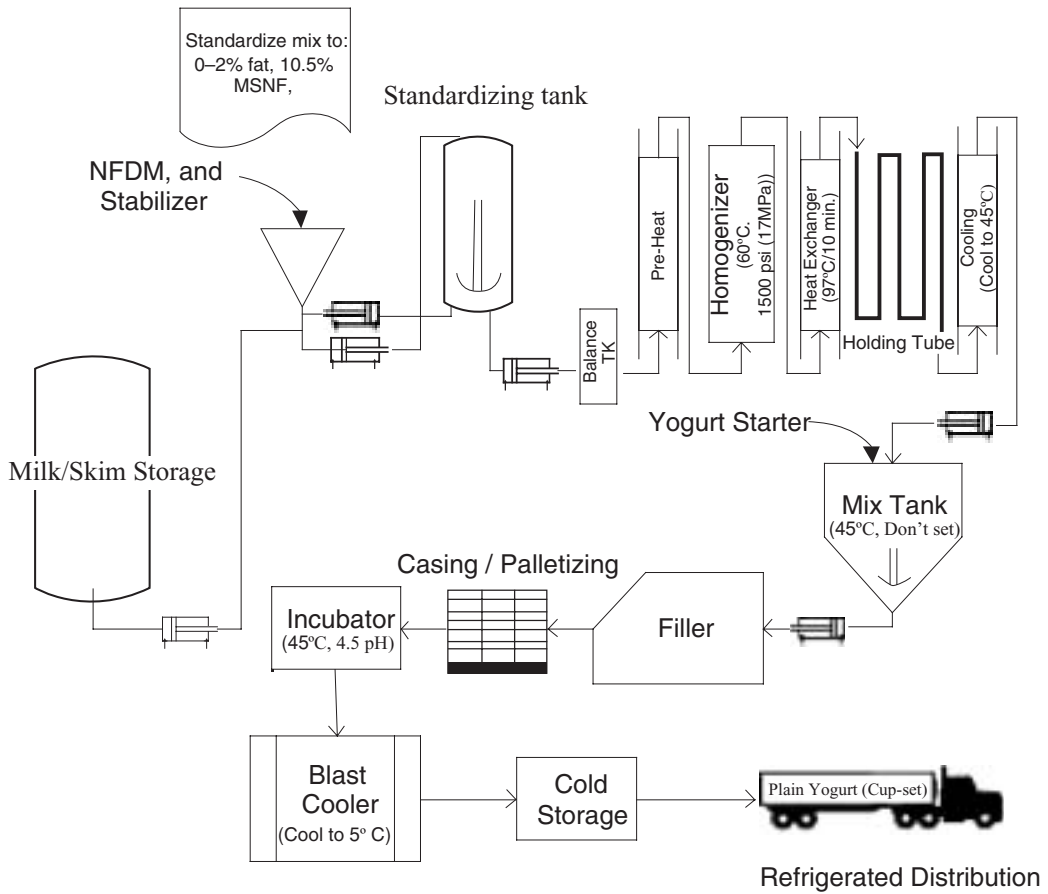 Standardize mix to:
0–2% fat, 10.5%
MSNF,
Standardizing tank
NFDM, and
Stabilizer
Pre-Heat
Homogenizer
(60°C.
1500 psi (17MPa))
Heat Exchanger
(97°C/10 min.)
Holding Tube
Cooling
(Cool to 45°C)
Balance
TK
Milk/Skim Storage
Yogurt Starter
Mix Tank
(45°C, Don't set)
Casing / Palletizing
Incubator
(45°C, 4.5 pH)
Filler
Blast
Cooler
(Cool to 5° C)
Cold
Storage
Plain Yogurt (Cup-set)
Refrigerated Distribution